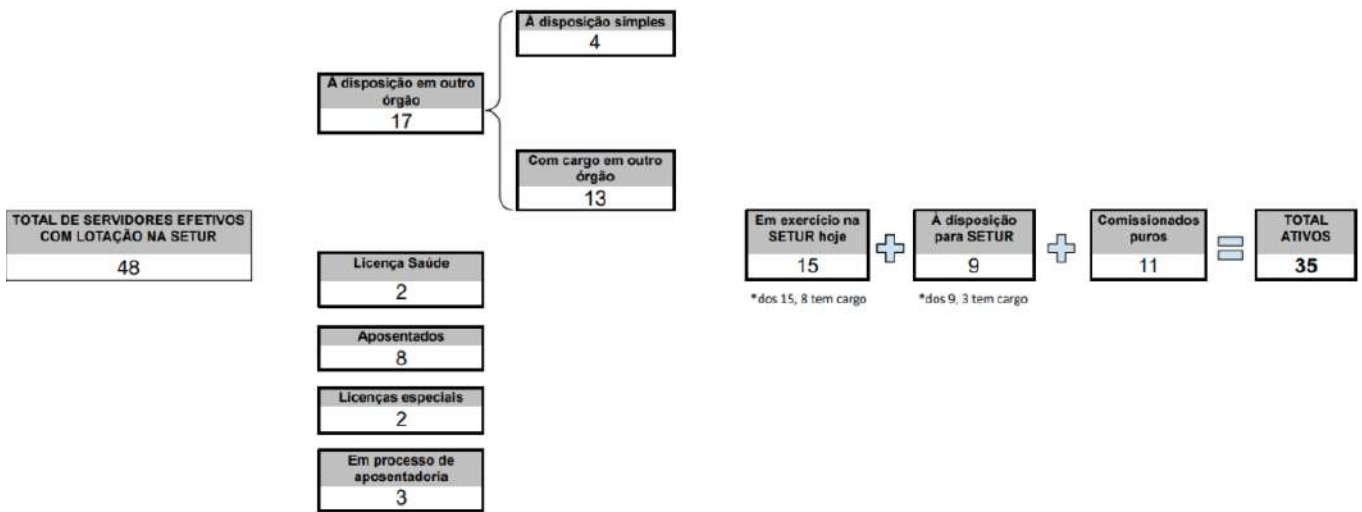 À disposição simples
4
À disposição em outro
órgão
17
Com cargo em outro
órgão
13
TOTAL DE SERVIDORES EFETIVOS
COM LOTAÇÃO NA SETUR
48
Licença Saúde
2
Aposentados
8
Licenças especiais
2
Em processo de
aposentadoria
3
Em exercício na
SETUR hoje
15
*dos 15, 8 tem cargo
À disposição
para SETUR
9
*dos 9, 3 tem cargo
Comissionados
puros
11
TOTAL
ATIVOS
35